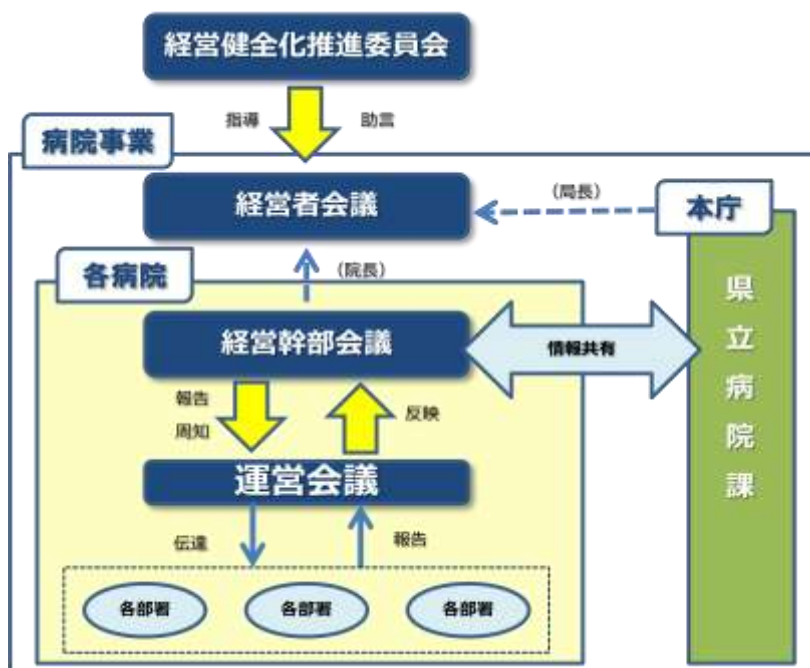 経営健全化推進委員会
指導
助言
病院事業
経営者会議
(局長)
本庁
各病院
(院長)
県立病院課
経営幹部会議
情報共有
報告
周知
反映
運営会議
伝達
報告
各部署
各部署
各部署